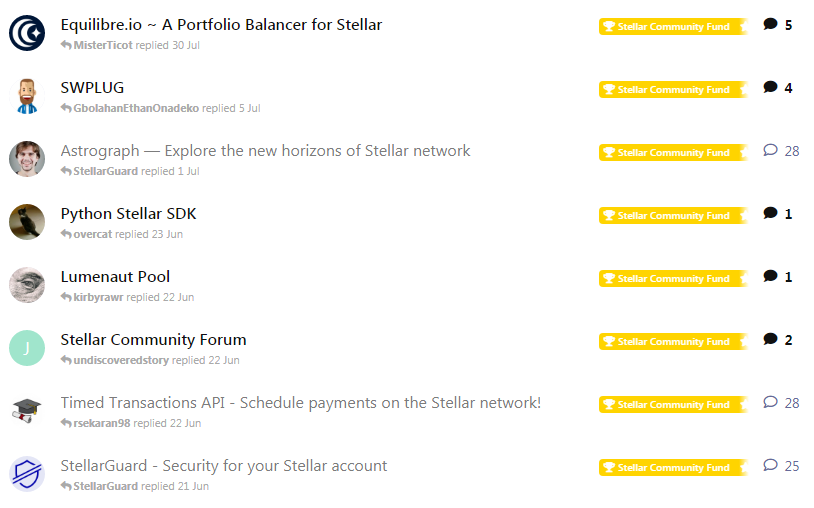 Equilibre.io ~ A Portfolio Balancer for Stellar Stellar Community Fund 5
MisterTicot replied 30 Jul
SWPLUG Stellar Community Fund 4
GbolahanEthanOnadeko replied 5 Jul
Astrograph — Explore the new horizons of Stellar network Stellar Community Fund 28
StellarGuard replied 1 Jul
Python Stellar SDK Stellar Community Fund 1
overcat replied 23 Jun
Lumenaut Pool Stellar Community Fund 1
kirbyrawr replied 22 Jun
J Stellar Community Forum Stellar Community Fund 2
undiscoveredstory replied 22 Jun
Timed Transactions API - Schedule payments on the Stellar network! Stellar Community Fund 28
rsekaran98 replied 22 Jun
StellarGuard - Security for your Stellar account Stellar Community Fund 25
StellarGuard replied 21 Jun